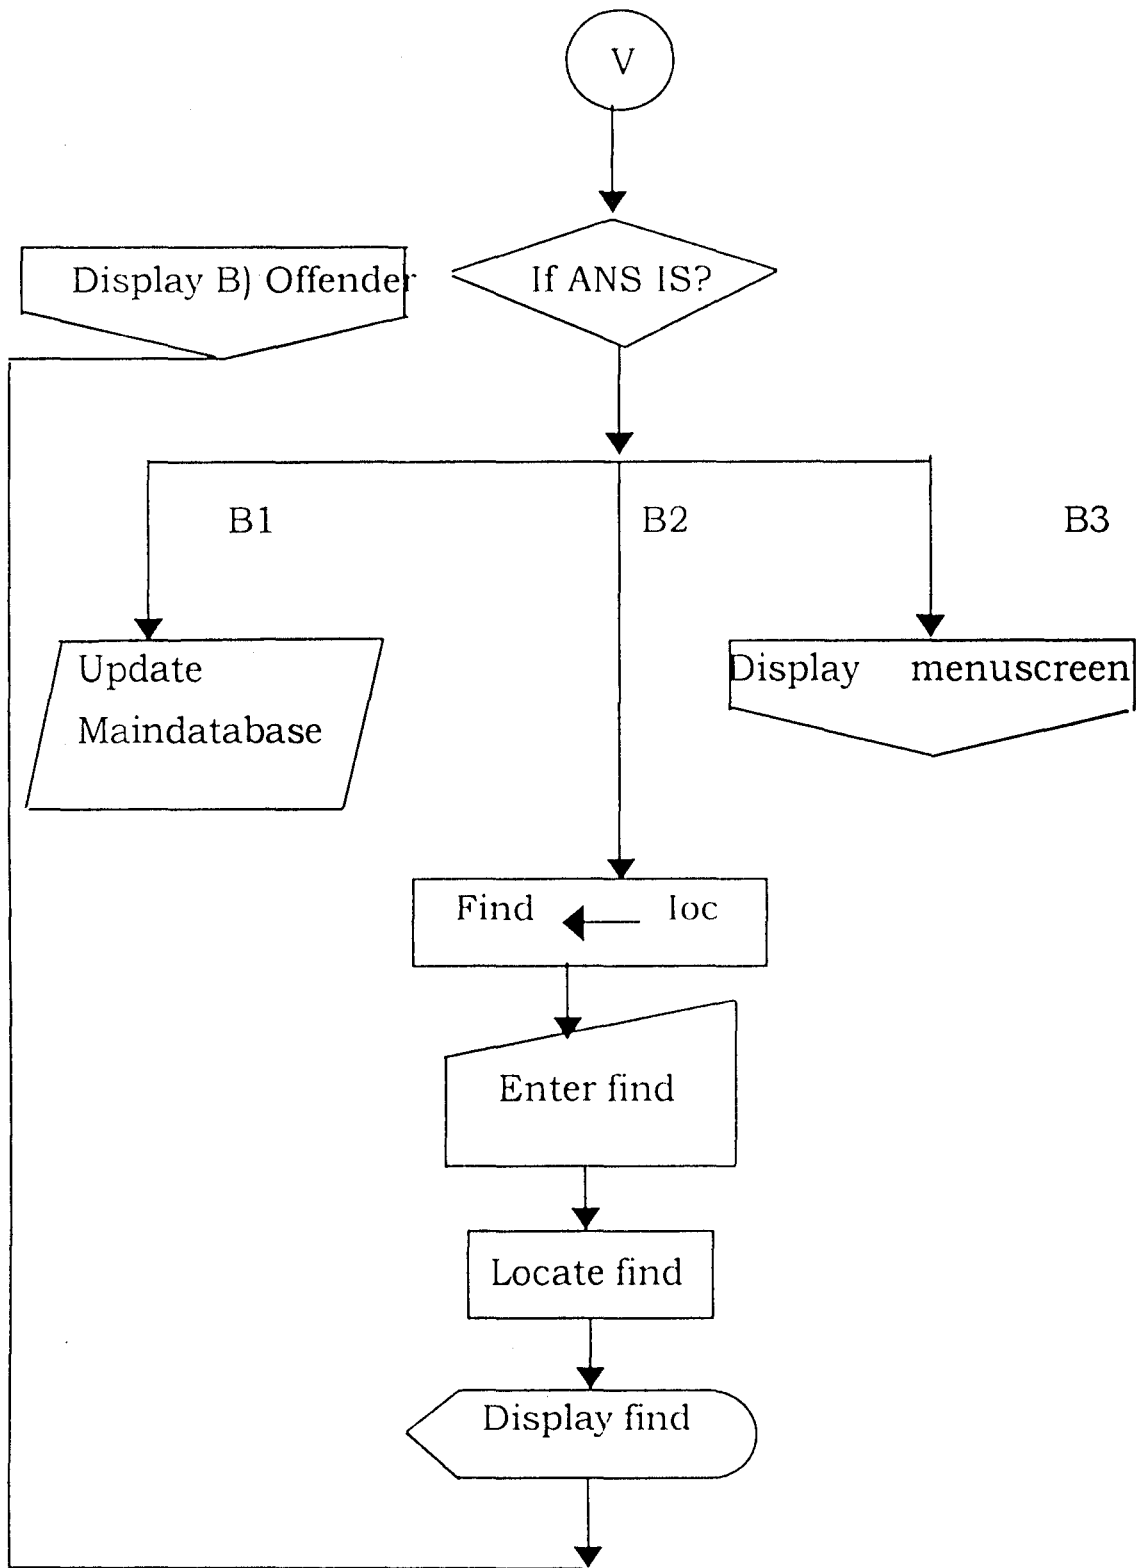 V
If ANS IS?
Display B) Offender
B1
B2
B3
Update
Maindatabase
Display menuscreen
Find loc
Enter find
Locate find
Display find